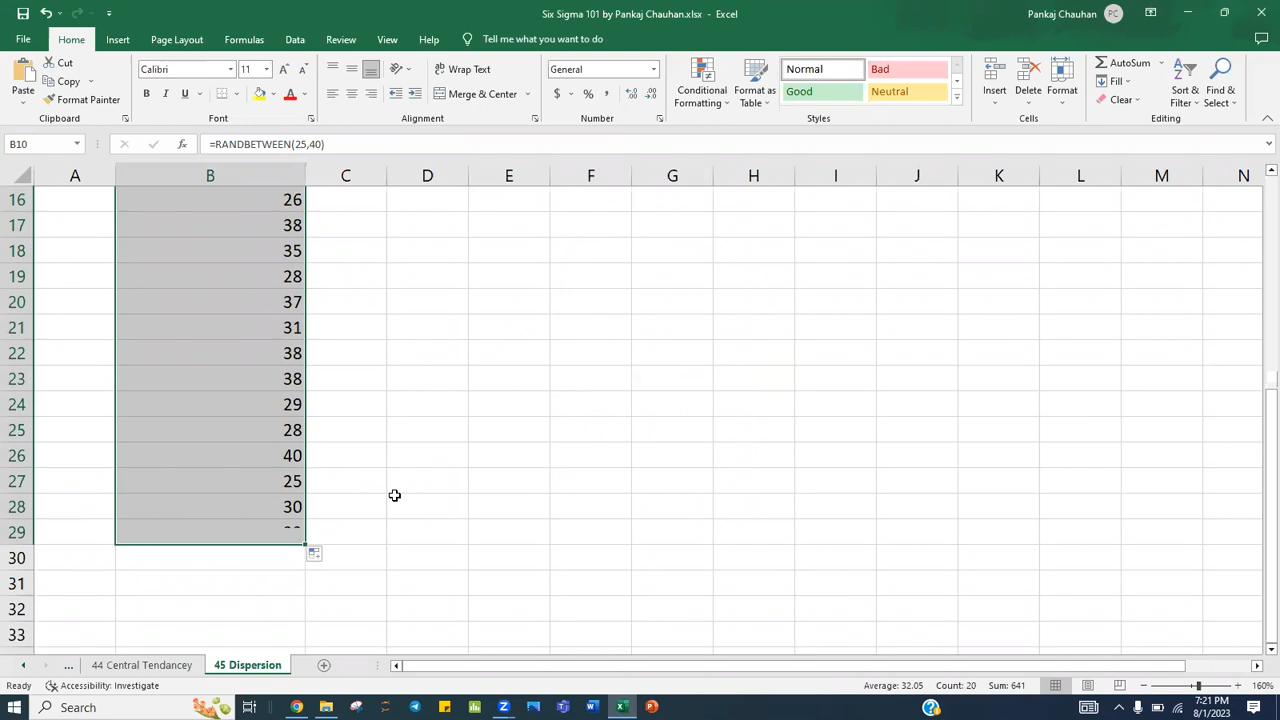 Six Sigma 101 by Pankaj Chauhan.xlsx - Excel
Pankaj Chauhan PC
File Home Insert Page Layout Formulas Data Review View Help Tell me what you want to do
Paste
Cut
Copy
Format Painter
Clipboard
Calibri 11
B I U
Font
Wrap Text
Merge & Center
Alignment
General
$ % ,
Number
Conditional Formatting
Format as Table
Normal Bad
Good Neutral
Styles
Insert Delete Format
Cells
AutoSum
Fill
Clear
Sort & Filter
Find & Select
Editing
B10 =RANDBETWEEN(25,40)
A B C D E F G H I J K L M N
16 26
17 38
18 35
19 28
20 37
21 31
22 38
23 38
24 29
25 28
26 40
27 25
28 30
29
30
31
32
33
... 44 Central Tendancey 45 Dispersion
Ready Accessibility: Investigate Average: 32.05 Count: 20 Sum: 641 160%
Search
7:21 PM
8/1/2023